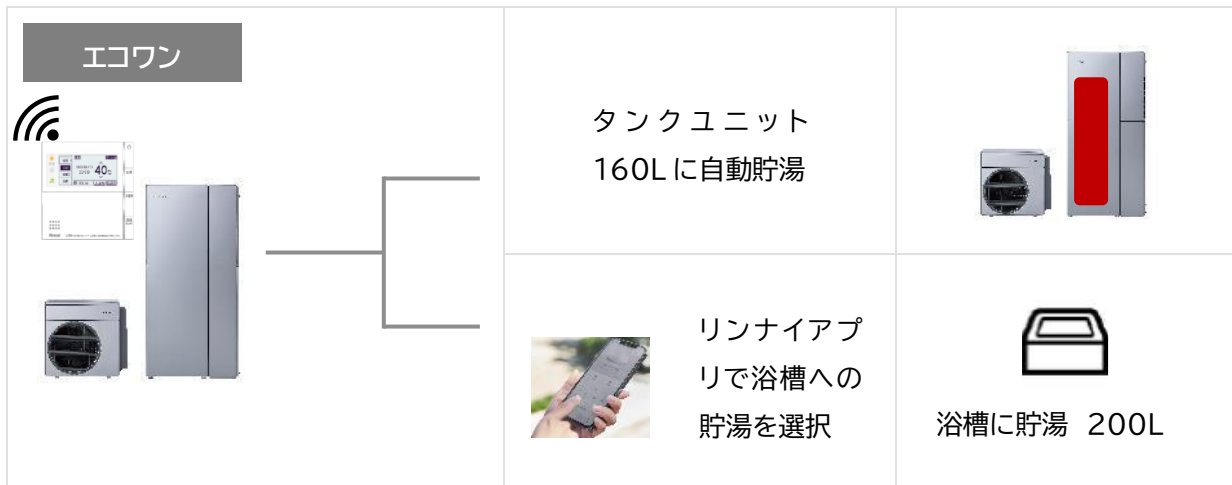 エコワン
40
タンクユニット
160Lに自動貯湯
リンナイアプ
リで浴槽への
貯湯を選択
浴槽に貯湯 200L